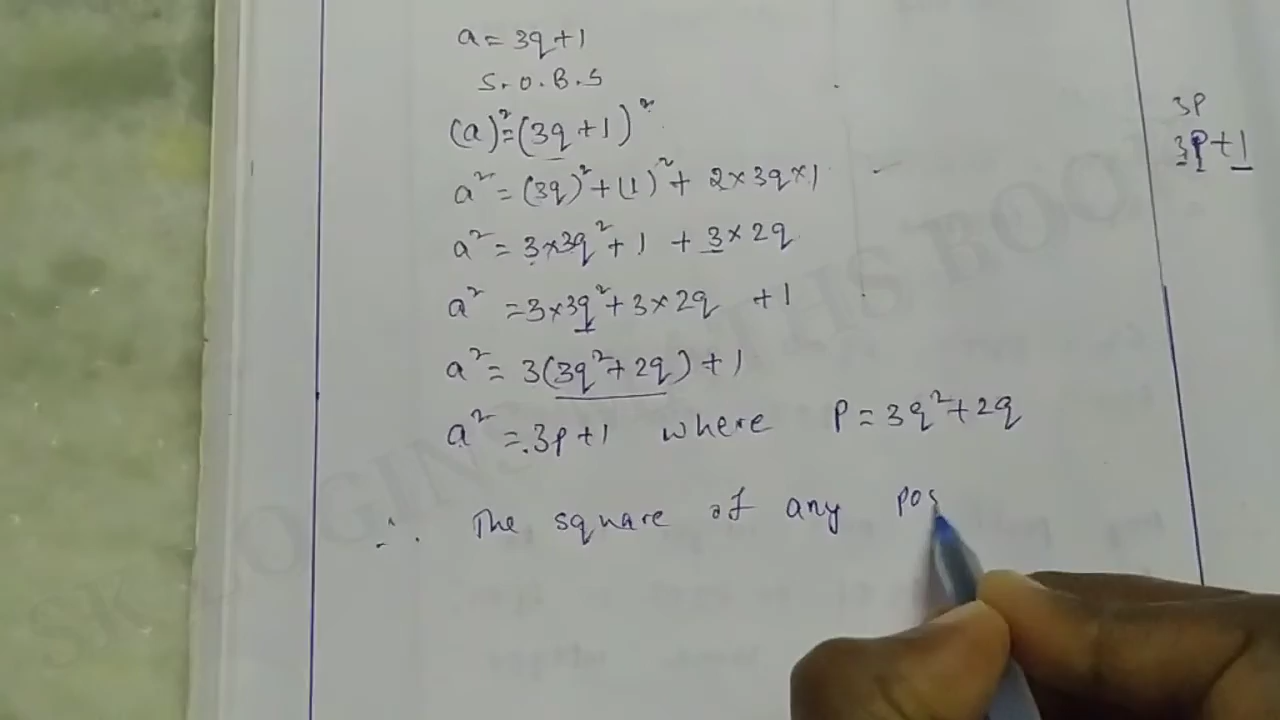 a = 3q+1
S.O.B.S
(a)² = (3q+1)²
a² = (3q)² + (1)² + 2×3q×1
a² = 3×3q² + 1 + 3×2q
a² = 3×3q² + 3×2q +1
a² = 3(3q²+2q)+1
a² = 3p+1 where P = 3q²+2q
∴ The square of any pos
3P
3P+1